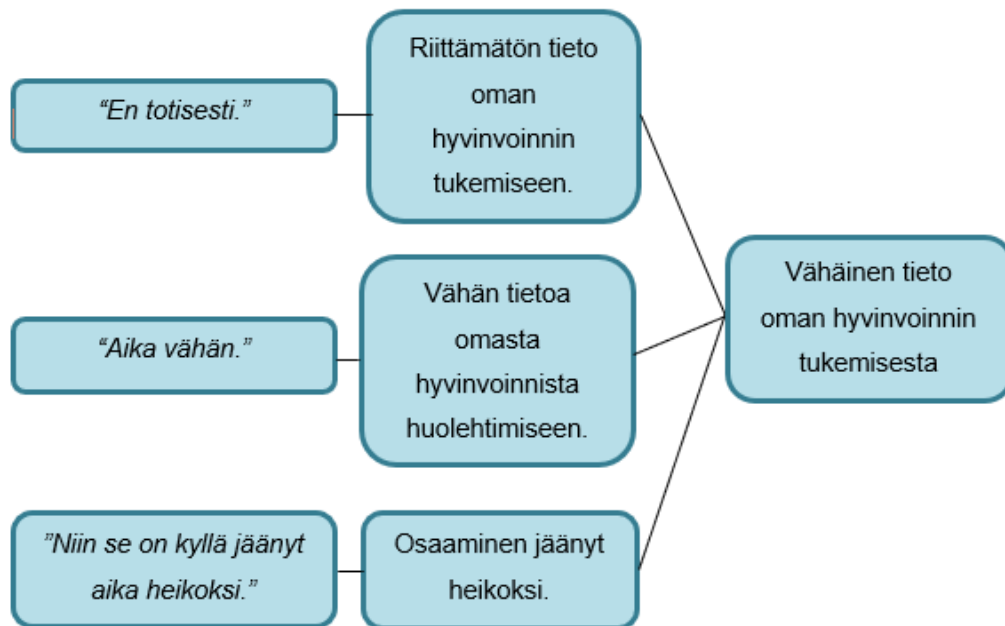 “En totisesti.”
Riittämätön tieto
oman
hyvinvoinnin
tukemiseen.
“Aika vähän.”
Vähän tietoa
omasta
hyvinvoinnista
huolehtimiseen.
”Niin se on kyllä jäänyt
aika heikoksi.”
Osaaminen jäänyt
heikoksi.
Vähäinen tieto
oman hyvinvoinnin
tukemisesta